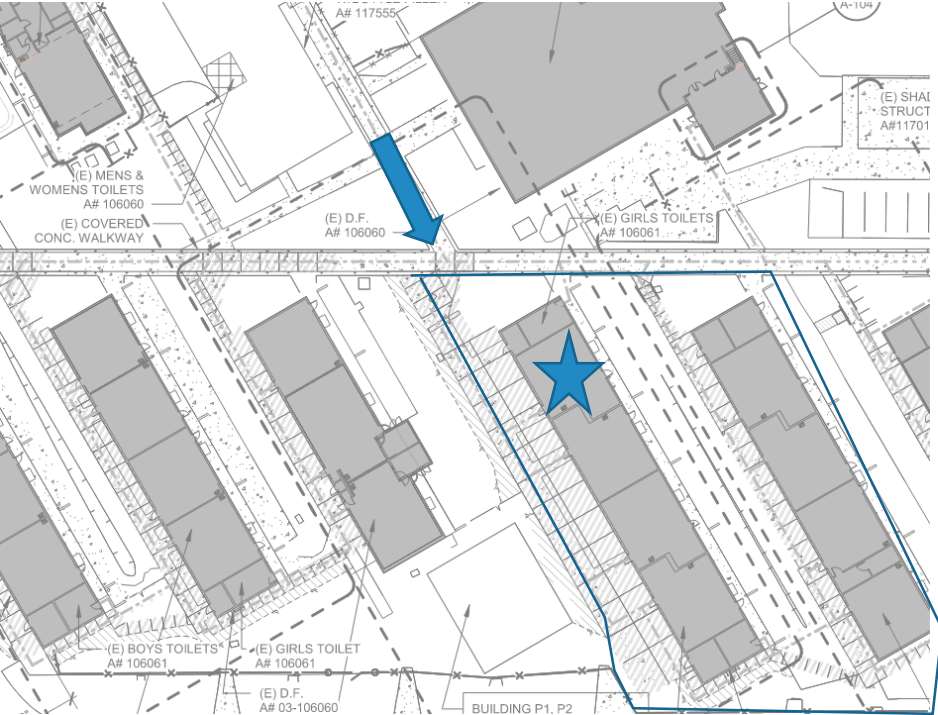 A# 117555
A-104
(E) SHAD
STRUCT
A#11701
(E) MENS &
WOMENS TOILETS
A# 106060
(E) COVERED
CONC. WALKWAY
(E) D.F.
A# 106060
(E) GIRLS TOILETS
A# 106061
(E) BOYS TOILETS
A# 106061
(E) GIRLS TOILET
A# 106061
(E) D.F.
A# 03-106060
BUILDING P1, P2